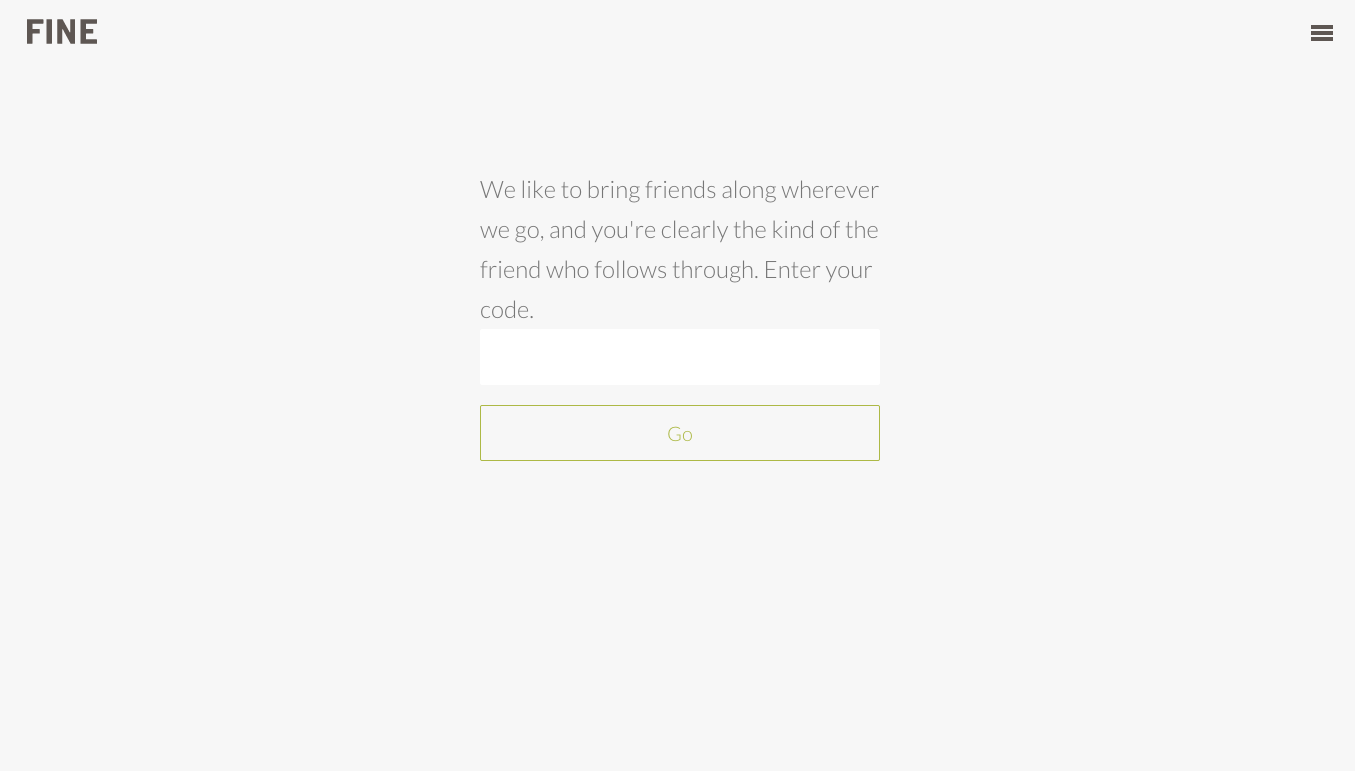 FINE
We like to bring friends along wherever
we go, and you're clearly the kind of the
friend who follows through. Enter your
code.
Go